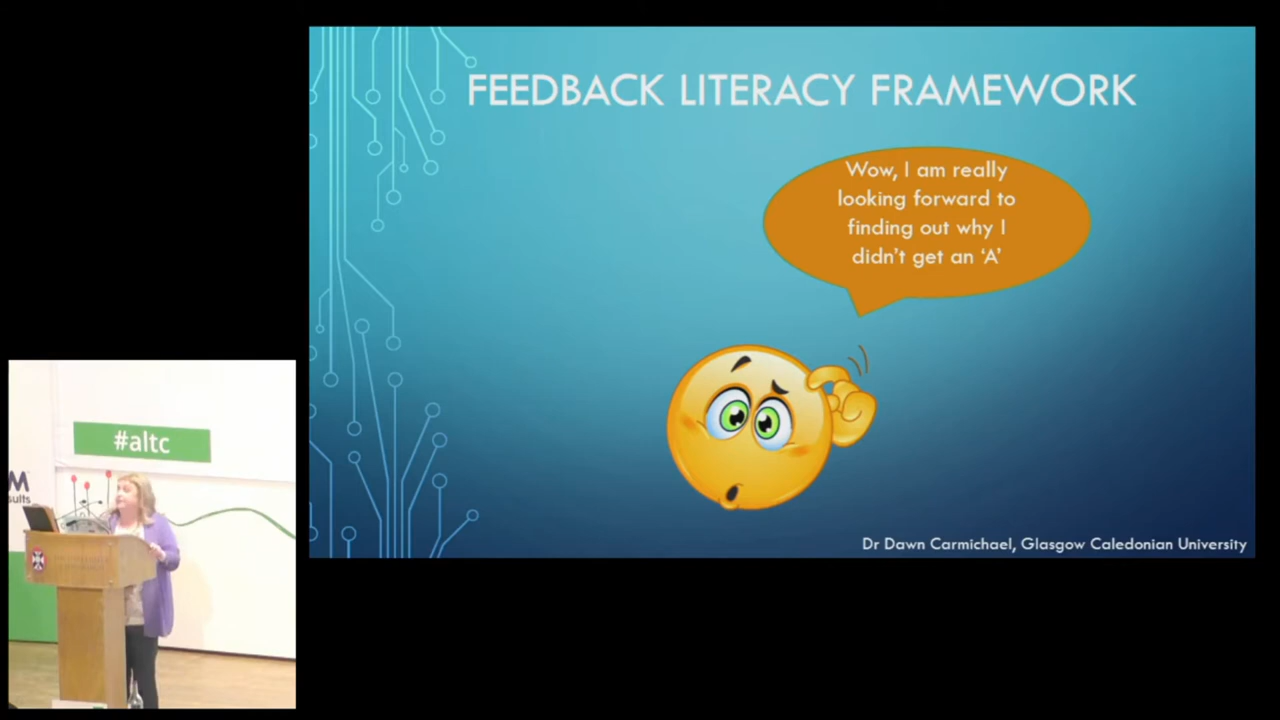 FEEDBACK LITERACY FRAMEWORK
Wow, I am really
looking forward to
finding out why I
didn't get an ‘A’
Dr Dawn Carmichael, Glasgow Caledonian University
#altc
M
sults